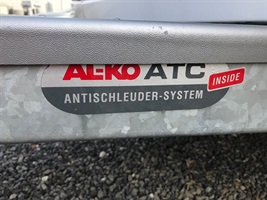 AL-KO ATC INSIDE
ANTISCHLEUDER-SYSTEM